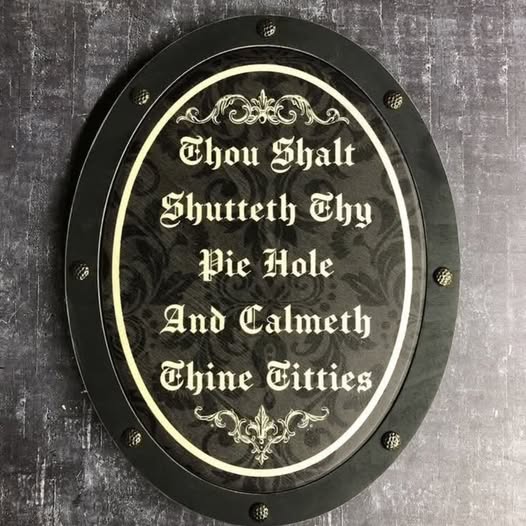 Thou Shalt
Shutteth Thy
Pie Hole
And Calmeth
Thine Titties